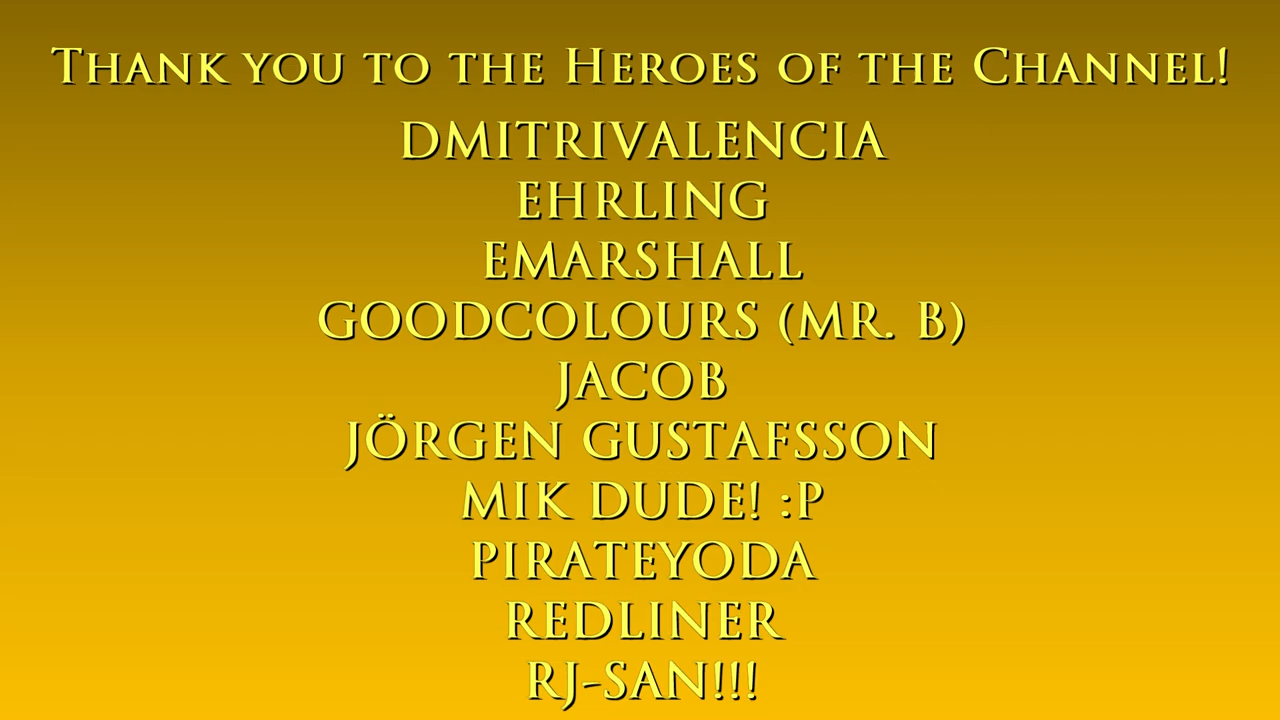 Thank you to the Heroes of the Channel!
DMITRIVALENCIA
EHRLING
EMARSHALL
GOODCOLOURS (MR. B)
JACOB
JÖRGEN GUSTAFSSON
MIK DUDE! :P
PIRATEYODA
REDLINER
RJ-SAN!!!